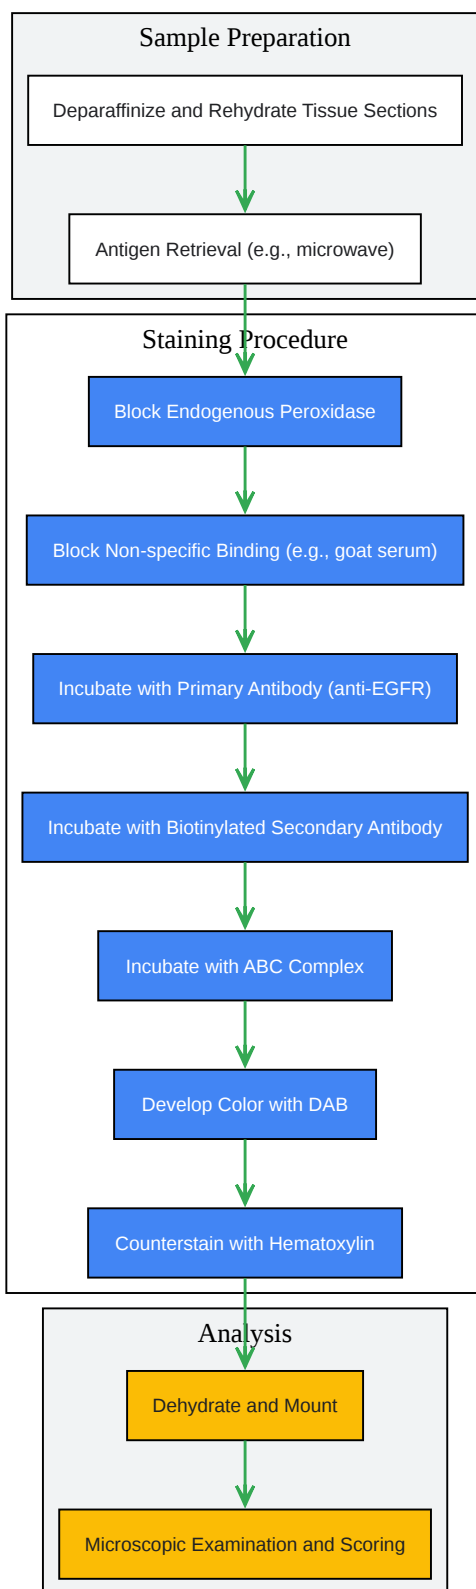 Sample Preparation
Deparaffinize and Rehydrate Tissue Sections
Antigen Retrieval (e.g., microwave)
Staining Procedure
Block Endogenous Peroxidase
Block Non-specific Binding (e.g., goat serum)
Incubate with Primary Antibody (anti-EGFR)
Incubate with Biotinylated Secondary Antibody
Incubate with ABC Complex
Develop Color with DAB
Counterstain with Hematoxylin
Analysis
Dehydrate and Mount
Microscopic Examination and Scoring